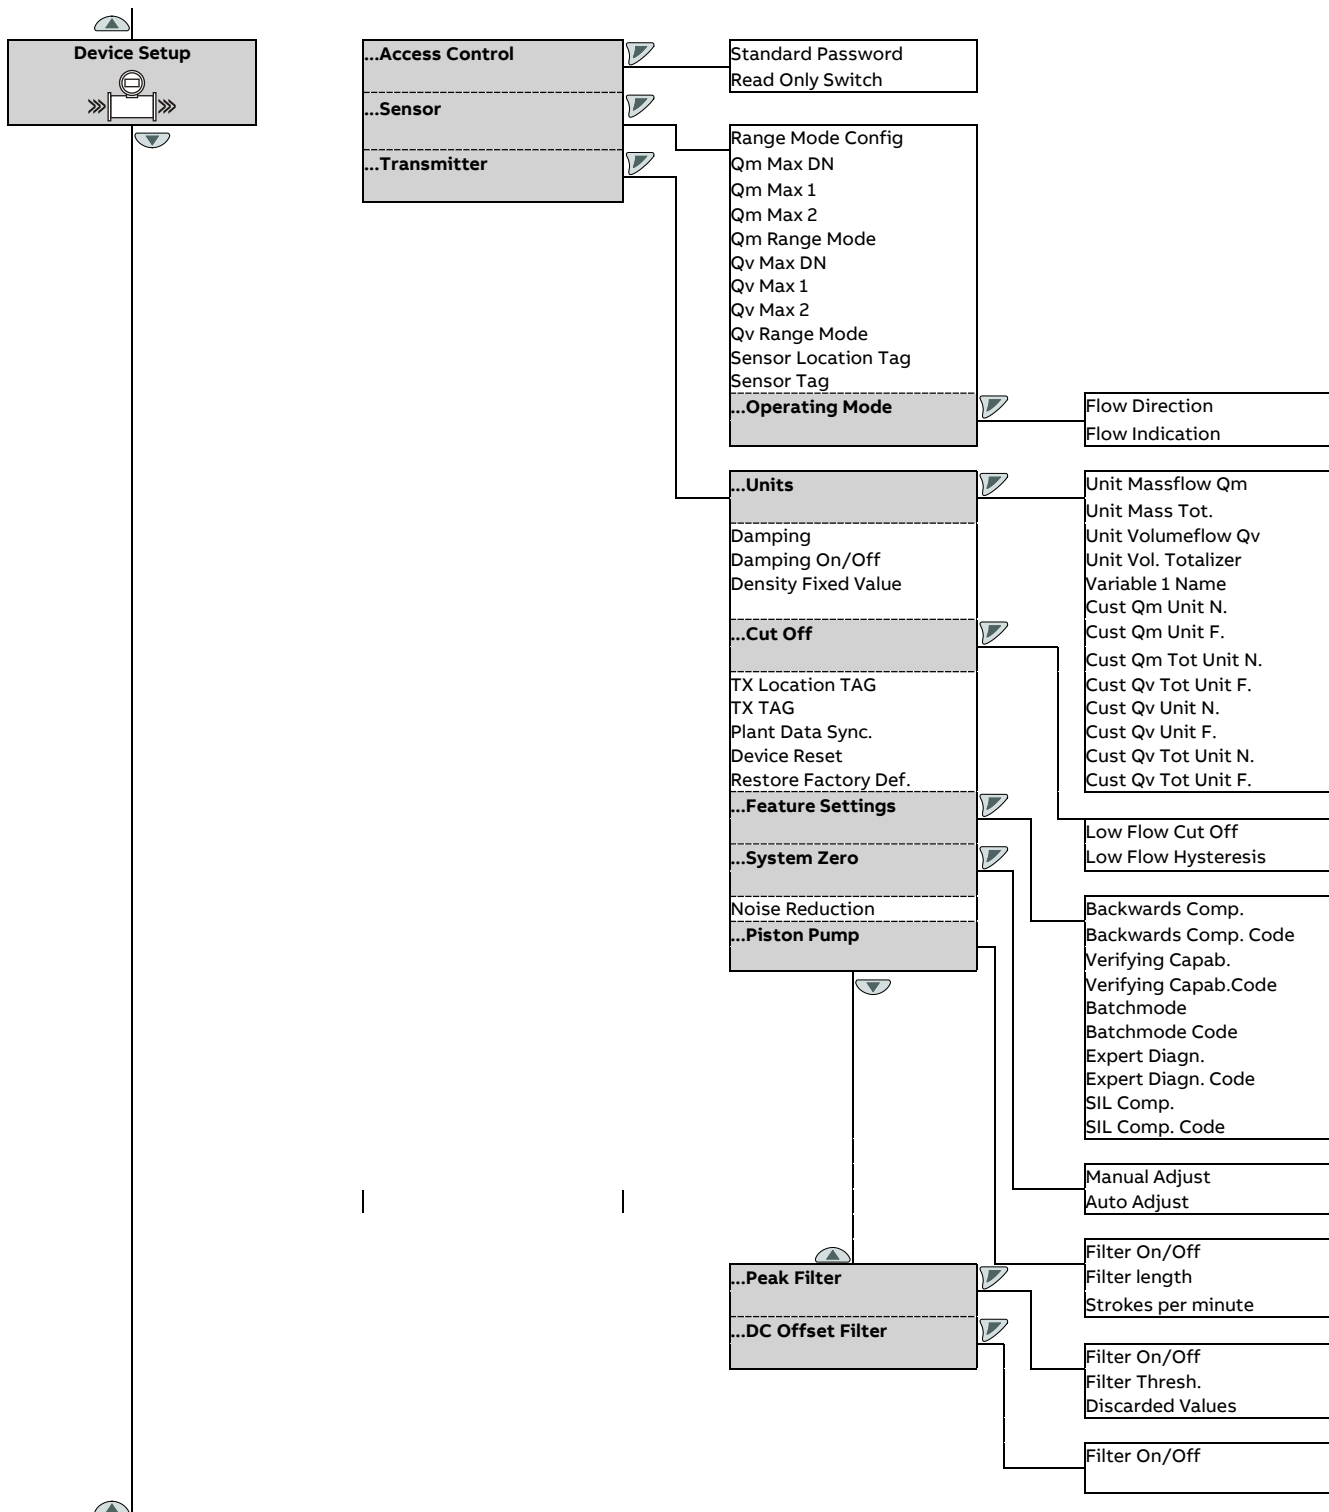 Device Setup
...Access Control
...Sensor
...Transmitter
Standard Password
Read Only Switch
Range Mode Config
Qm Max DN
Qm Max 1
Qm Max 2
Qm Range Mode
Qv Max DN
Qv Max 1
Qv Max 2
Qv Range Mode
Sensor Location Tag
Sensor Tag
...Operating Mode
Flow Direction
Flow Indication
...Units
Damping
Damping On/Off
Density Fixed Value
...Cut Off
TX Location TAG
TX TAG
Plant Data Sync.
Device Reset
Restore Factory Def.
...Feature Settings
...System Zero
Noise Reduction
...Piston Pump
Unit Massflow Qm
Unit Mass Tot.
Unit Volumeflow Qv
Unit Vol. Totalizer
Variable 1 Name
Cust Qm Unit N.
Cust Qm Unit F.
Cust Qm Tot Unit N.
Cust Qv Tot Unit F.
Cust Qv Unit N.
Cust Qv Unit F.
Cust Qv Tot Unit N.
Cust Qv Tot Unit F.
Low Flow Cut Off
Low Flow Hysteresis
Backwards Comp.
Backwards Comp. Code
Verifying Capab.
Verifying Capab.Code
Batchmode
Batchmode Code
Expert Diagn.
Expert Diagn. Code
SIL Comp.
SIL Comp. Code
Manual Adjust
Auto Adjust
Filter On/Off
Filter length
Strokes per minute
...Peak Filter
...DC Offset Filter
Filter On/Off
Filter Thresh.
Discarded Values
Filter On/Off